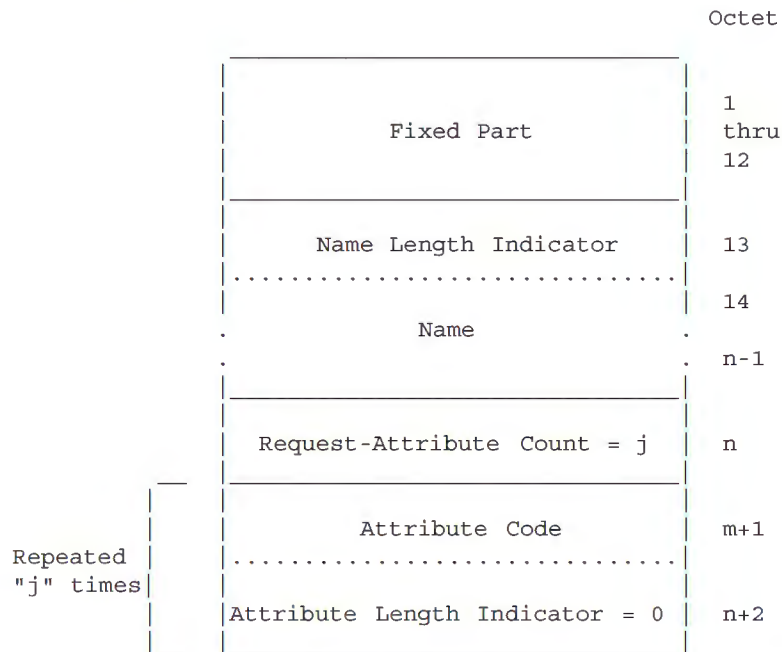 Octet
1
Fixed Part thru
12
Name Length Indicator 13
14
Name
n-1
Request-Attribute Count = j n
Attribute Code m+1
Repeated
"j" times
Attribute Length Indicator = 0 n+2